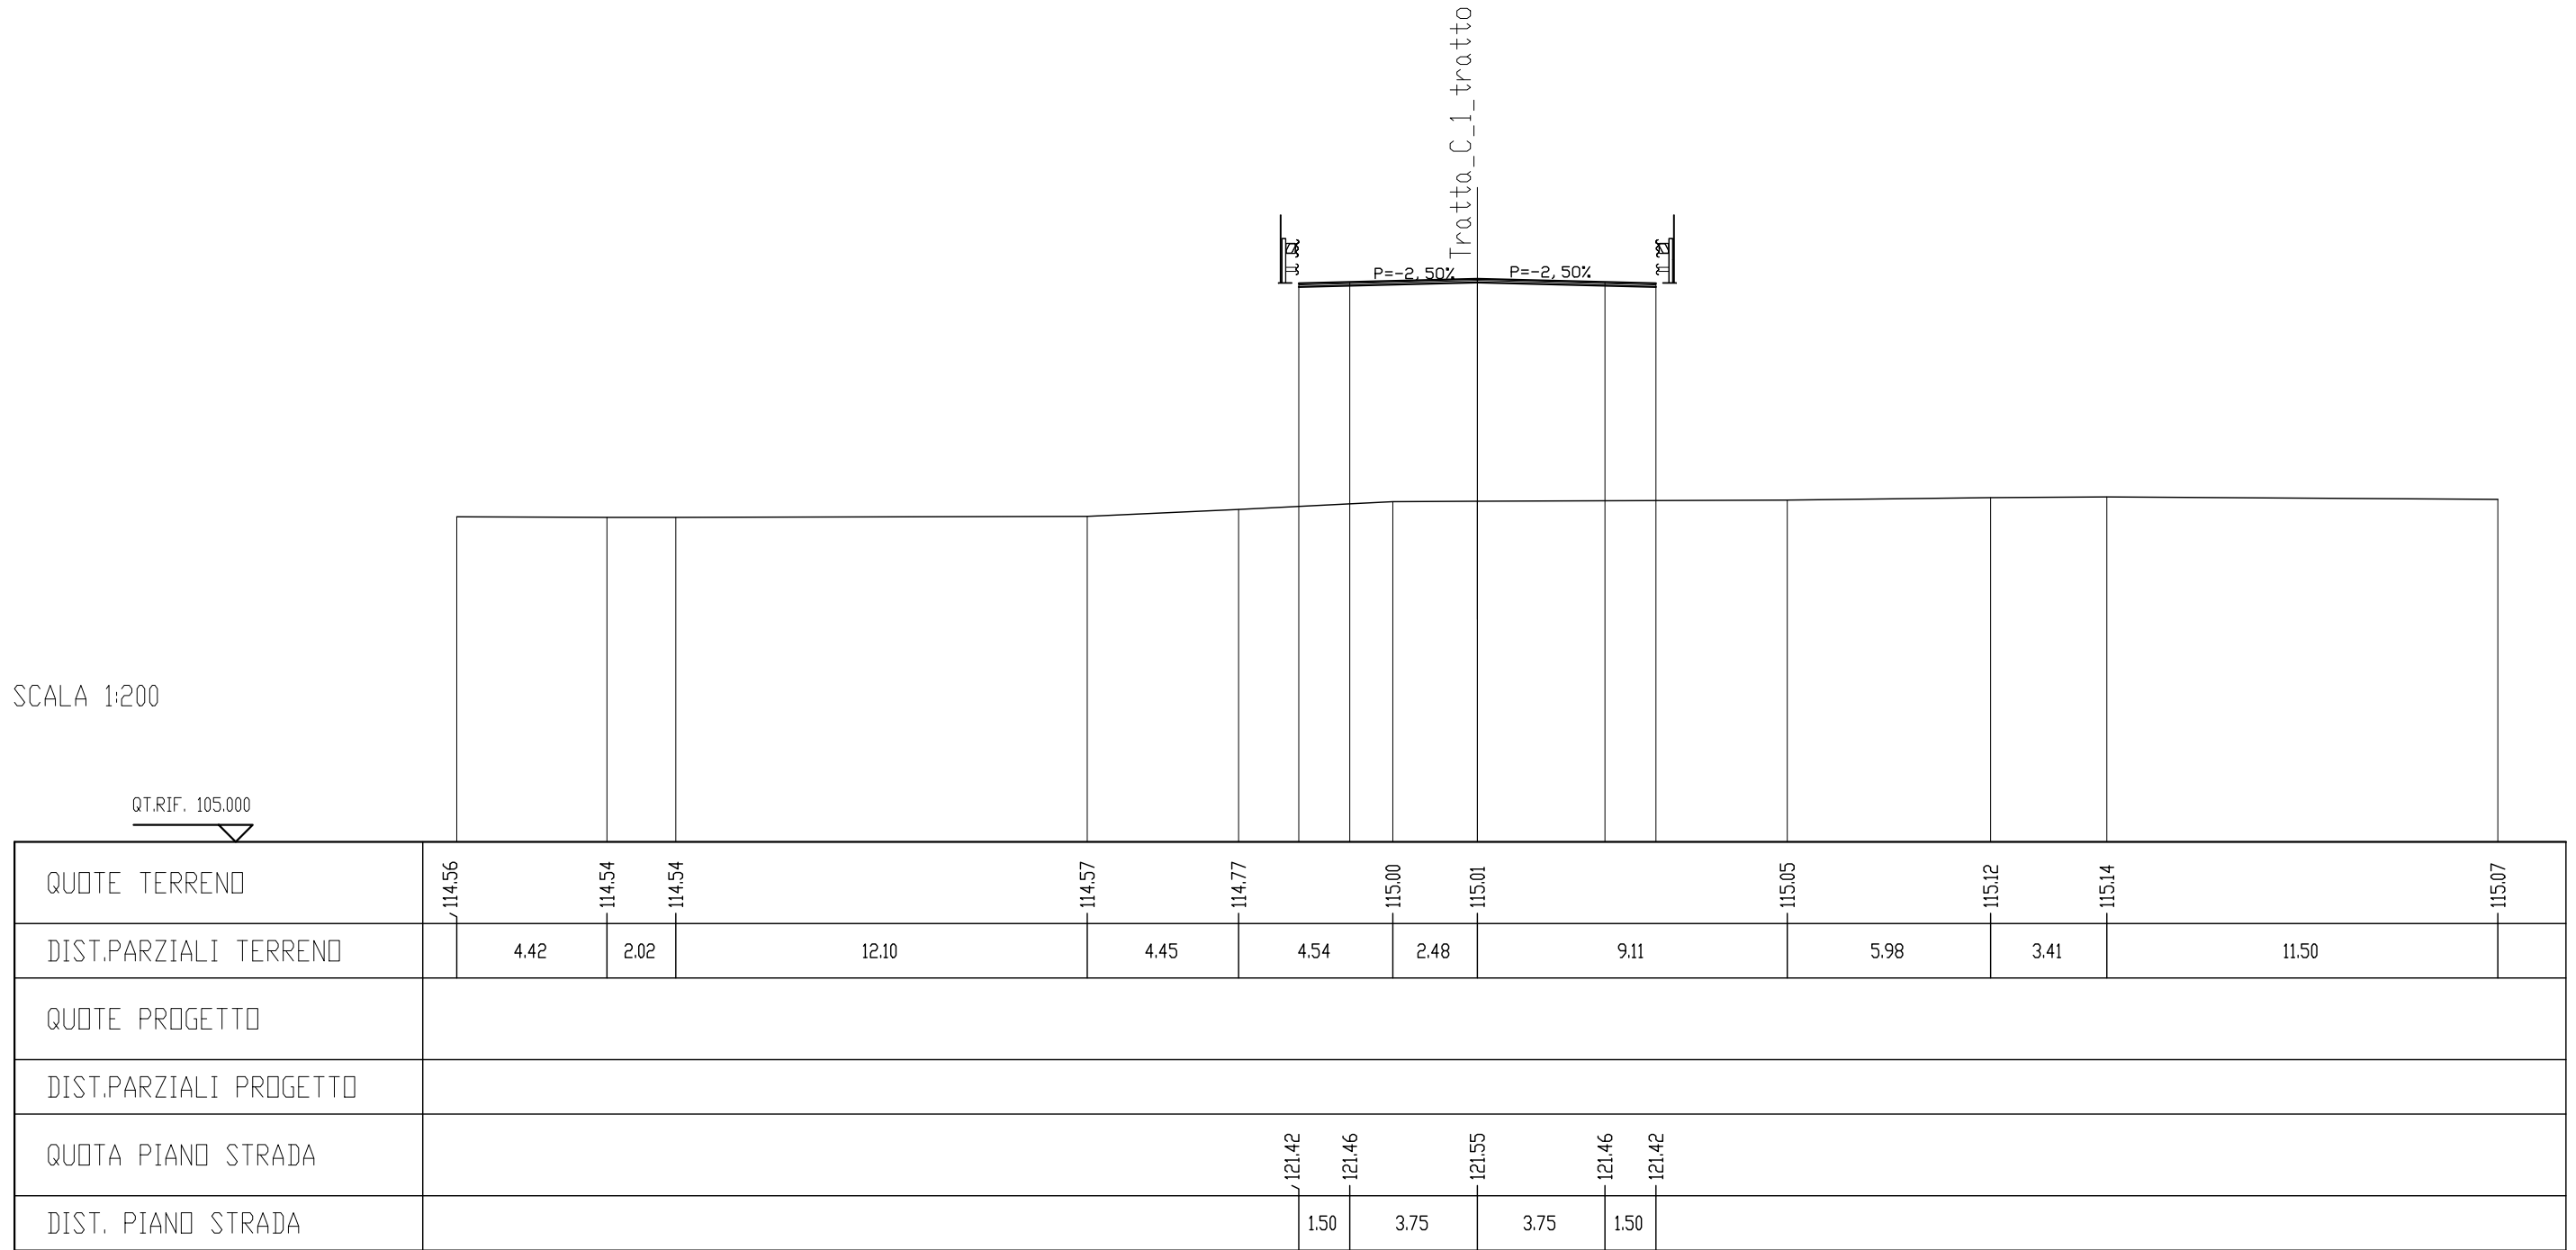 Tratta_C_1_tratto
P=-2,50% P=-2,50%
SCALA 1:200
QT.RIF. 105.000
QUOTE TERRENO 114.56 114.54 114.54 114.57 114.77 115.00 115.01 115.05 115.12 115.14 115.07
DIST.PARZIALI TERRENO 4.42 2.02 12.10 4.45 4.54 2.48 9.11 5.98 3.41 11.50
QUOTE PROGETTO
DIST.PARZIALI PROGETTO
QUOTA PIANO STRADA 121.42 121.46 121.55 121.46 121.42
DIST. PIANO STRADA 1.50 3.75 3.75 1.50